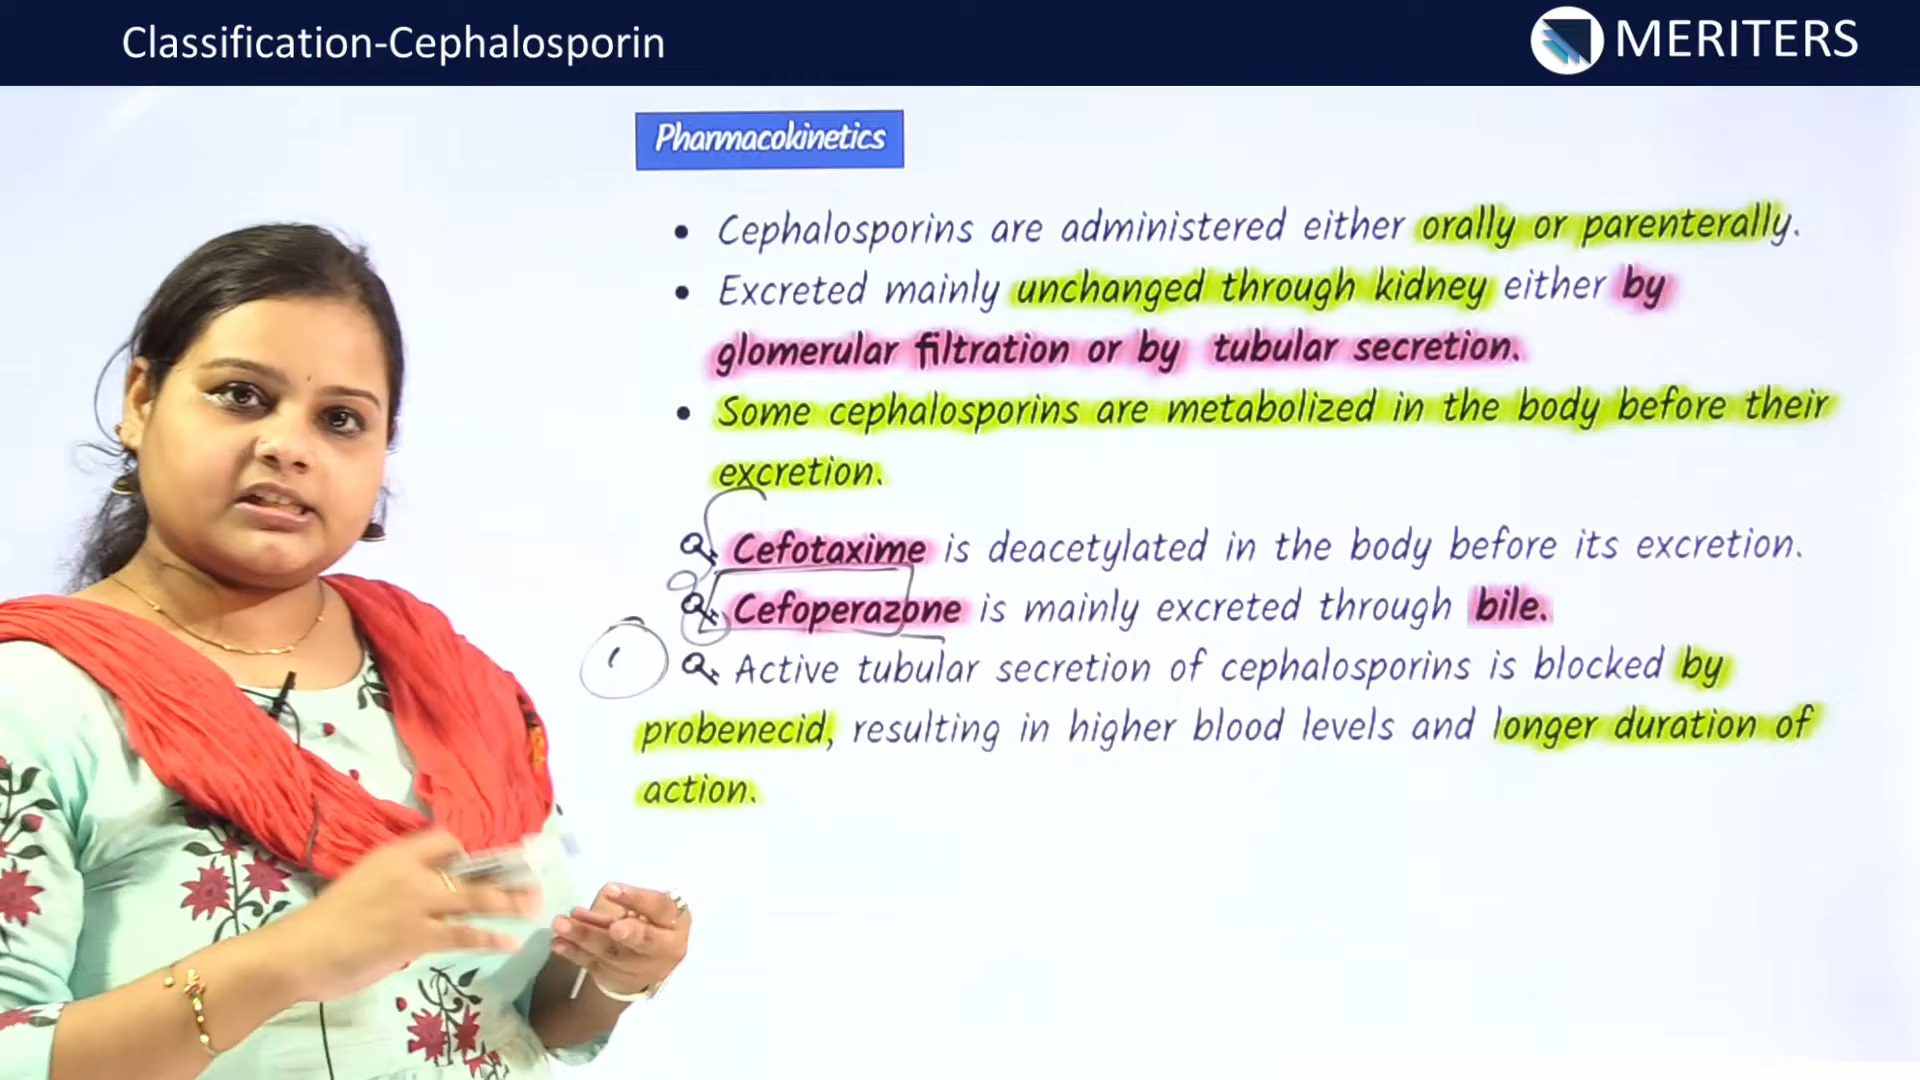 Classification-Cephalosporin
MERITERS
Pharmacokinetics
• Cephalosporins are administered either orally or parenterally.
• Excreted mainly unchanged through kidney either by
glomerular filtration or by tubular secretion.
• Some cephalosporins are metabolized in the body before their
excretion.
Cefotaxime is deacetylated in the body before its excretion.
Cefoperazone is mainly excreted through bile.
Active tubular secretion of cephalosporins is blocked by
probenecid, resulting in higher blood levels and longer duration of
action.